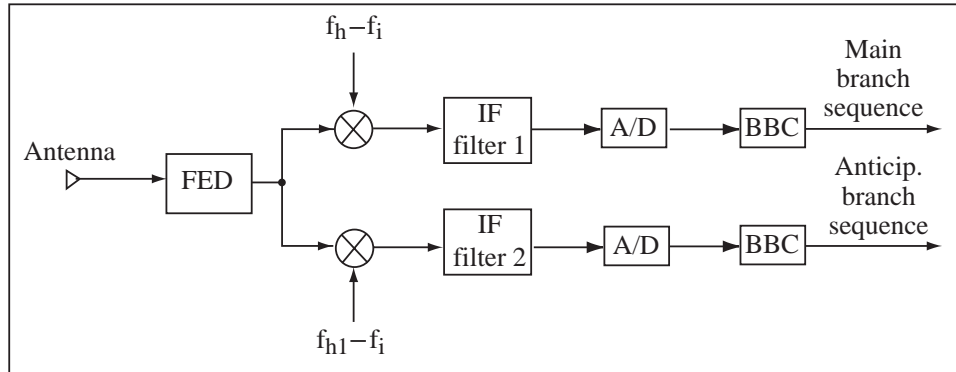 f_h−f_i
Main
branch
sequence
IF
filter 1
A/D
BBC
Antenna
FED
Anticip.
branch
sequence
IF
filter 2
A/D
BBC
f_h1−f_i